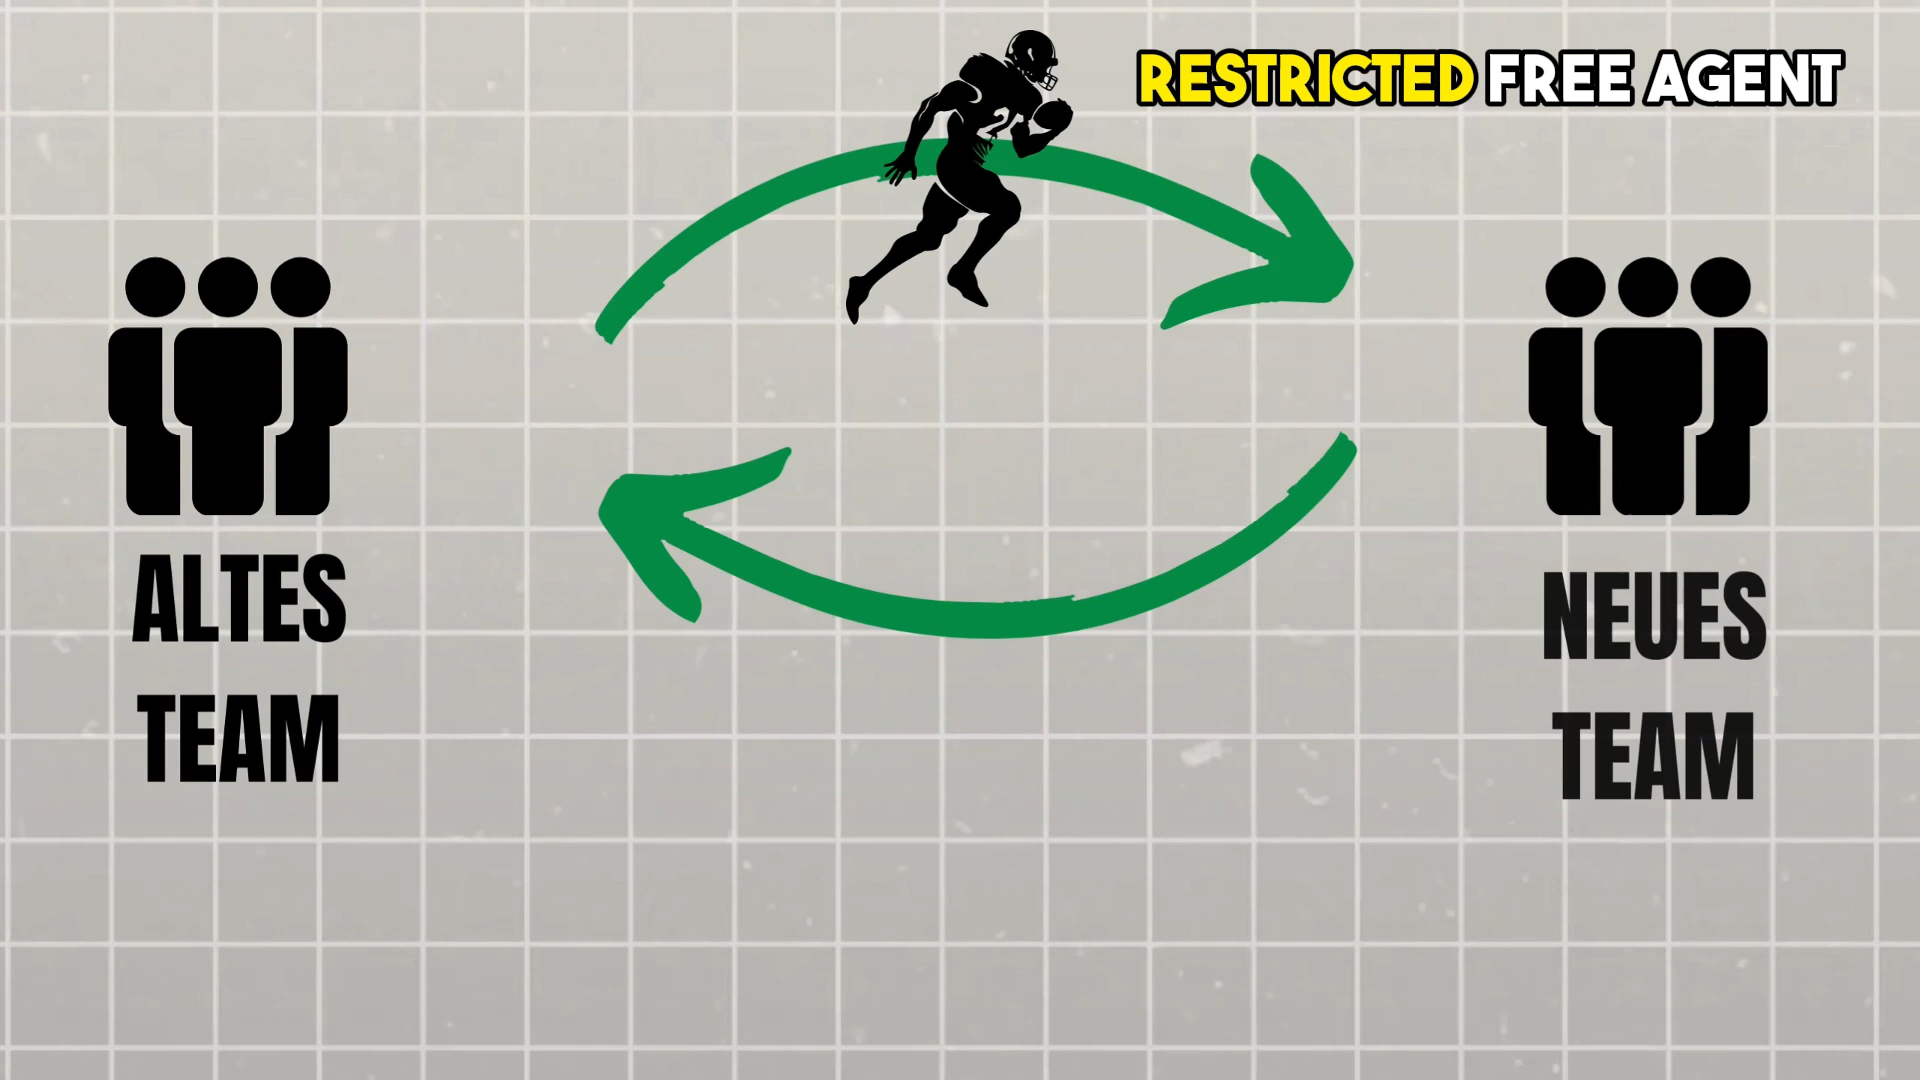 RESTRICTED FREE AGENT
ALTES
TEAM
NEUES
TEAM